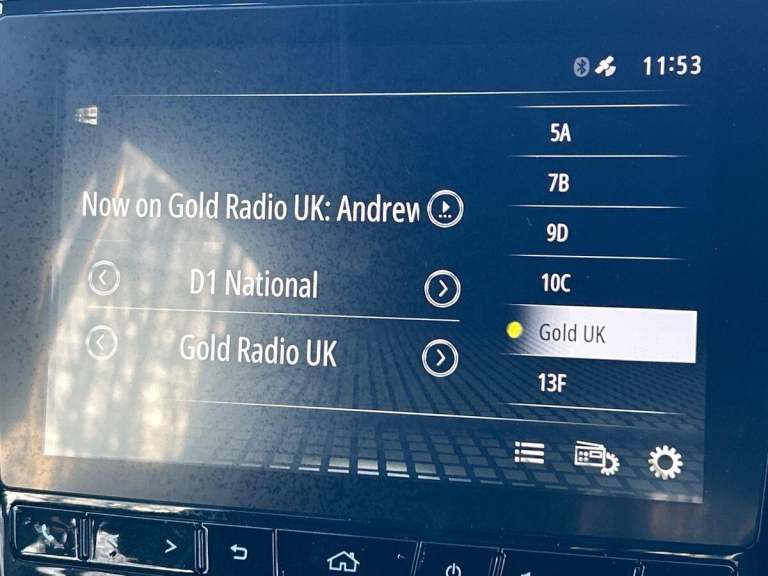 11:53
Now on Gold Radio UK: Andrew
D1 National
Gold Radio UK
5A
7B
9D
10C
Gold UK
13F